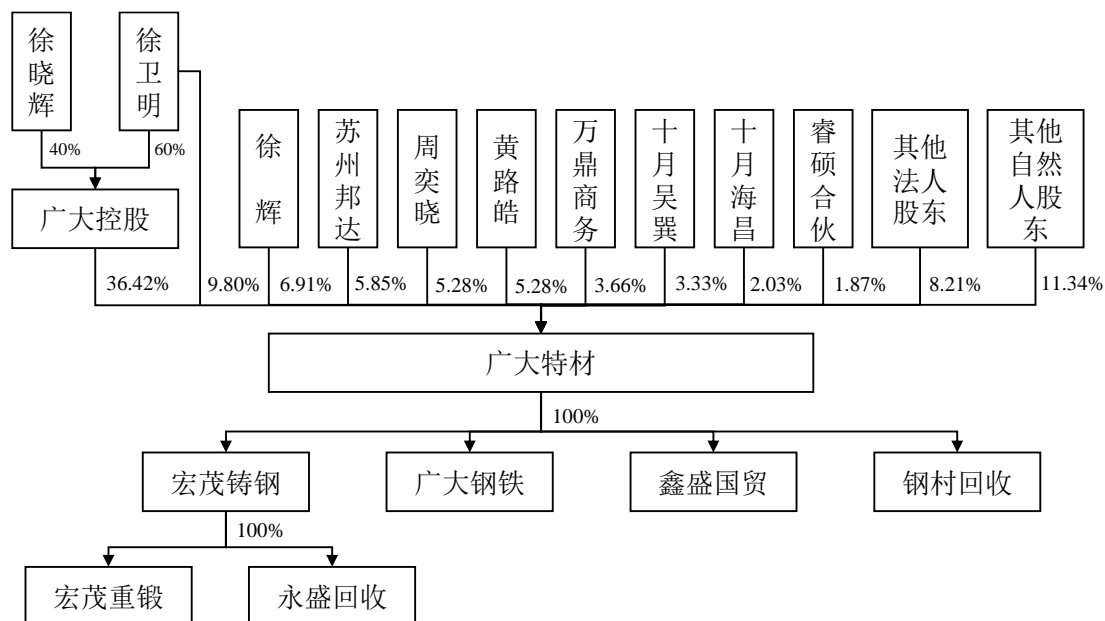 徐晓辉
徐卫明
40%
60%
广大控股
徐辉
苏州邦达
周奕晓
黄路皓
万鼎商务
十月吴巽
十月海昌
睿硕合伙
其他
法人
股东
其他
自然
人股
东
36.42%
9.80%
6.91%
5.85%
5.28%
5.28%
3.66%
3.33%
2.03%
1.87%
8.21%
11.34%
广大特材
100%
宏茂铸钢
广大钢铁
鑫盛国贸
钢村回收
100%
宏茂重锻
永盛回收